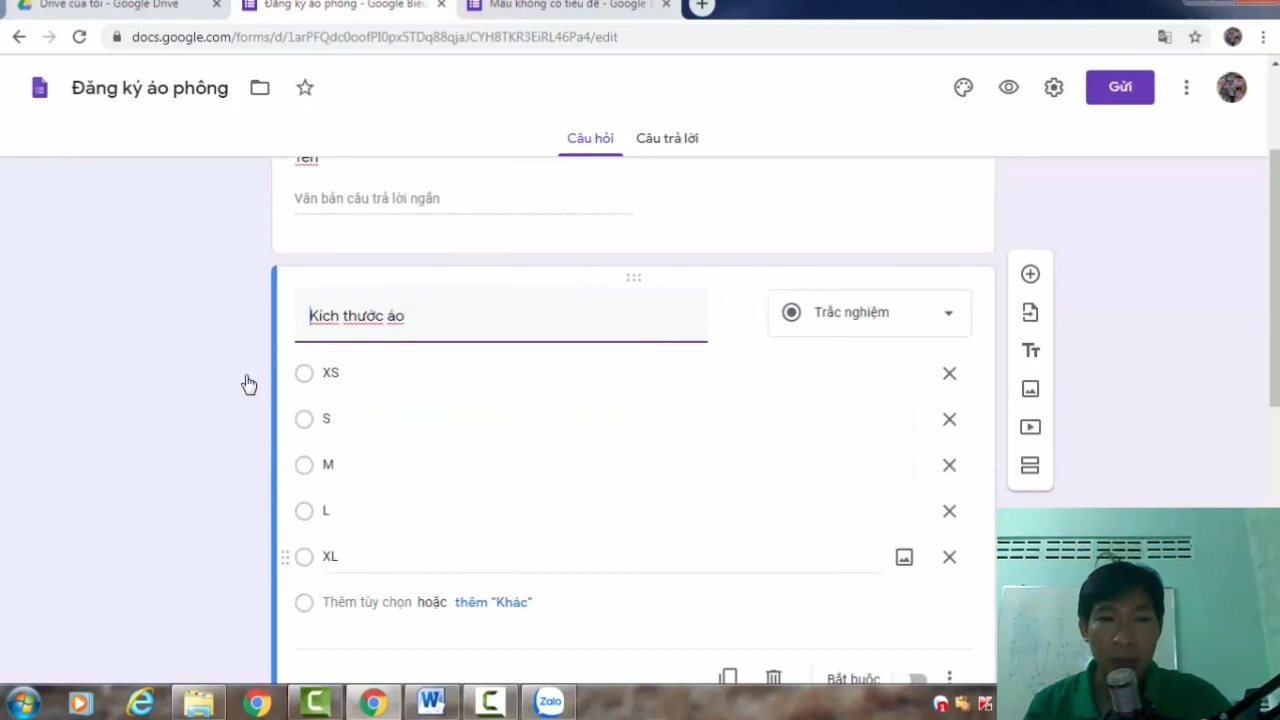 Drive của tôi - Google Drive
Đăng ký áo phông - Google Biểu
Mẫu không có tiêu đề - Google
docs.google.com/forms/d/1arPFQdc0oofPI0px5TDq88qjaJCYH8TKR3EiRL46Pa4/edit
Đăng ký áo phông
Gửi
Câu hỏi
Câu trả lời
Tên
Văn bản câu trả lời ngắn
Kích thước áo
Trắc nghiệm
XS
S
M
L
XL
Thêm tùy chọn hoặc thêm "Khác"
Bắt buộc
Zalo